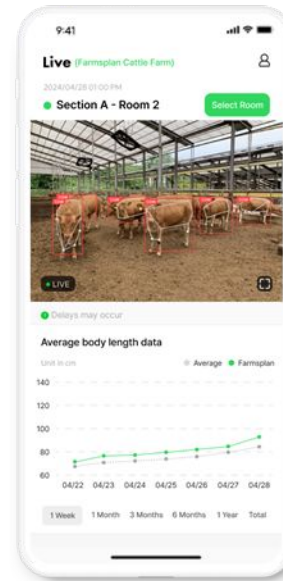 9:41
Live (Farmsplan Cattle Farm)
2024/04/28 01:00 PM
Section A - Room 2
Select Room
LIVE
Delays may occur
Average body length data
Unit in cm
Average Farmsplan
140
120
100
80
60
04/22 04/23 04/24 04/25 04/26 04/27 04/28
1 Week 1 Month 3 Months 6 Months 1 Year Total